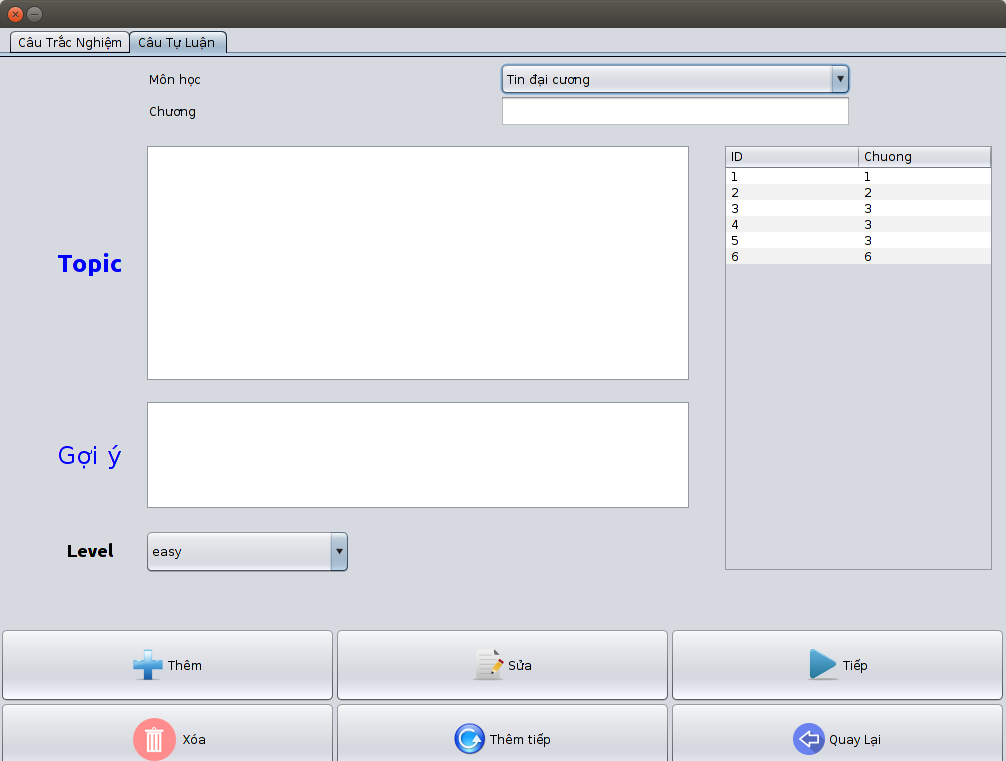 Câu Trắc Nghiệm Câu Tự Luận
Môn học Tin đại cương
Chương
ID Chuong
1 1
2 2
3 3
4 3
5 3
6 6
Topic
Gợi ý
Level easy
Thêm Sửa Tiếp
Xóa Thêm tiếp Quay Lại